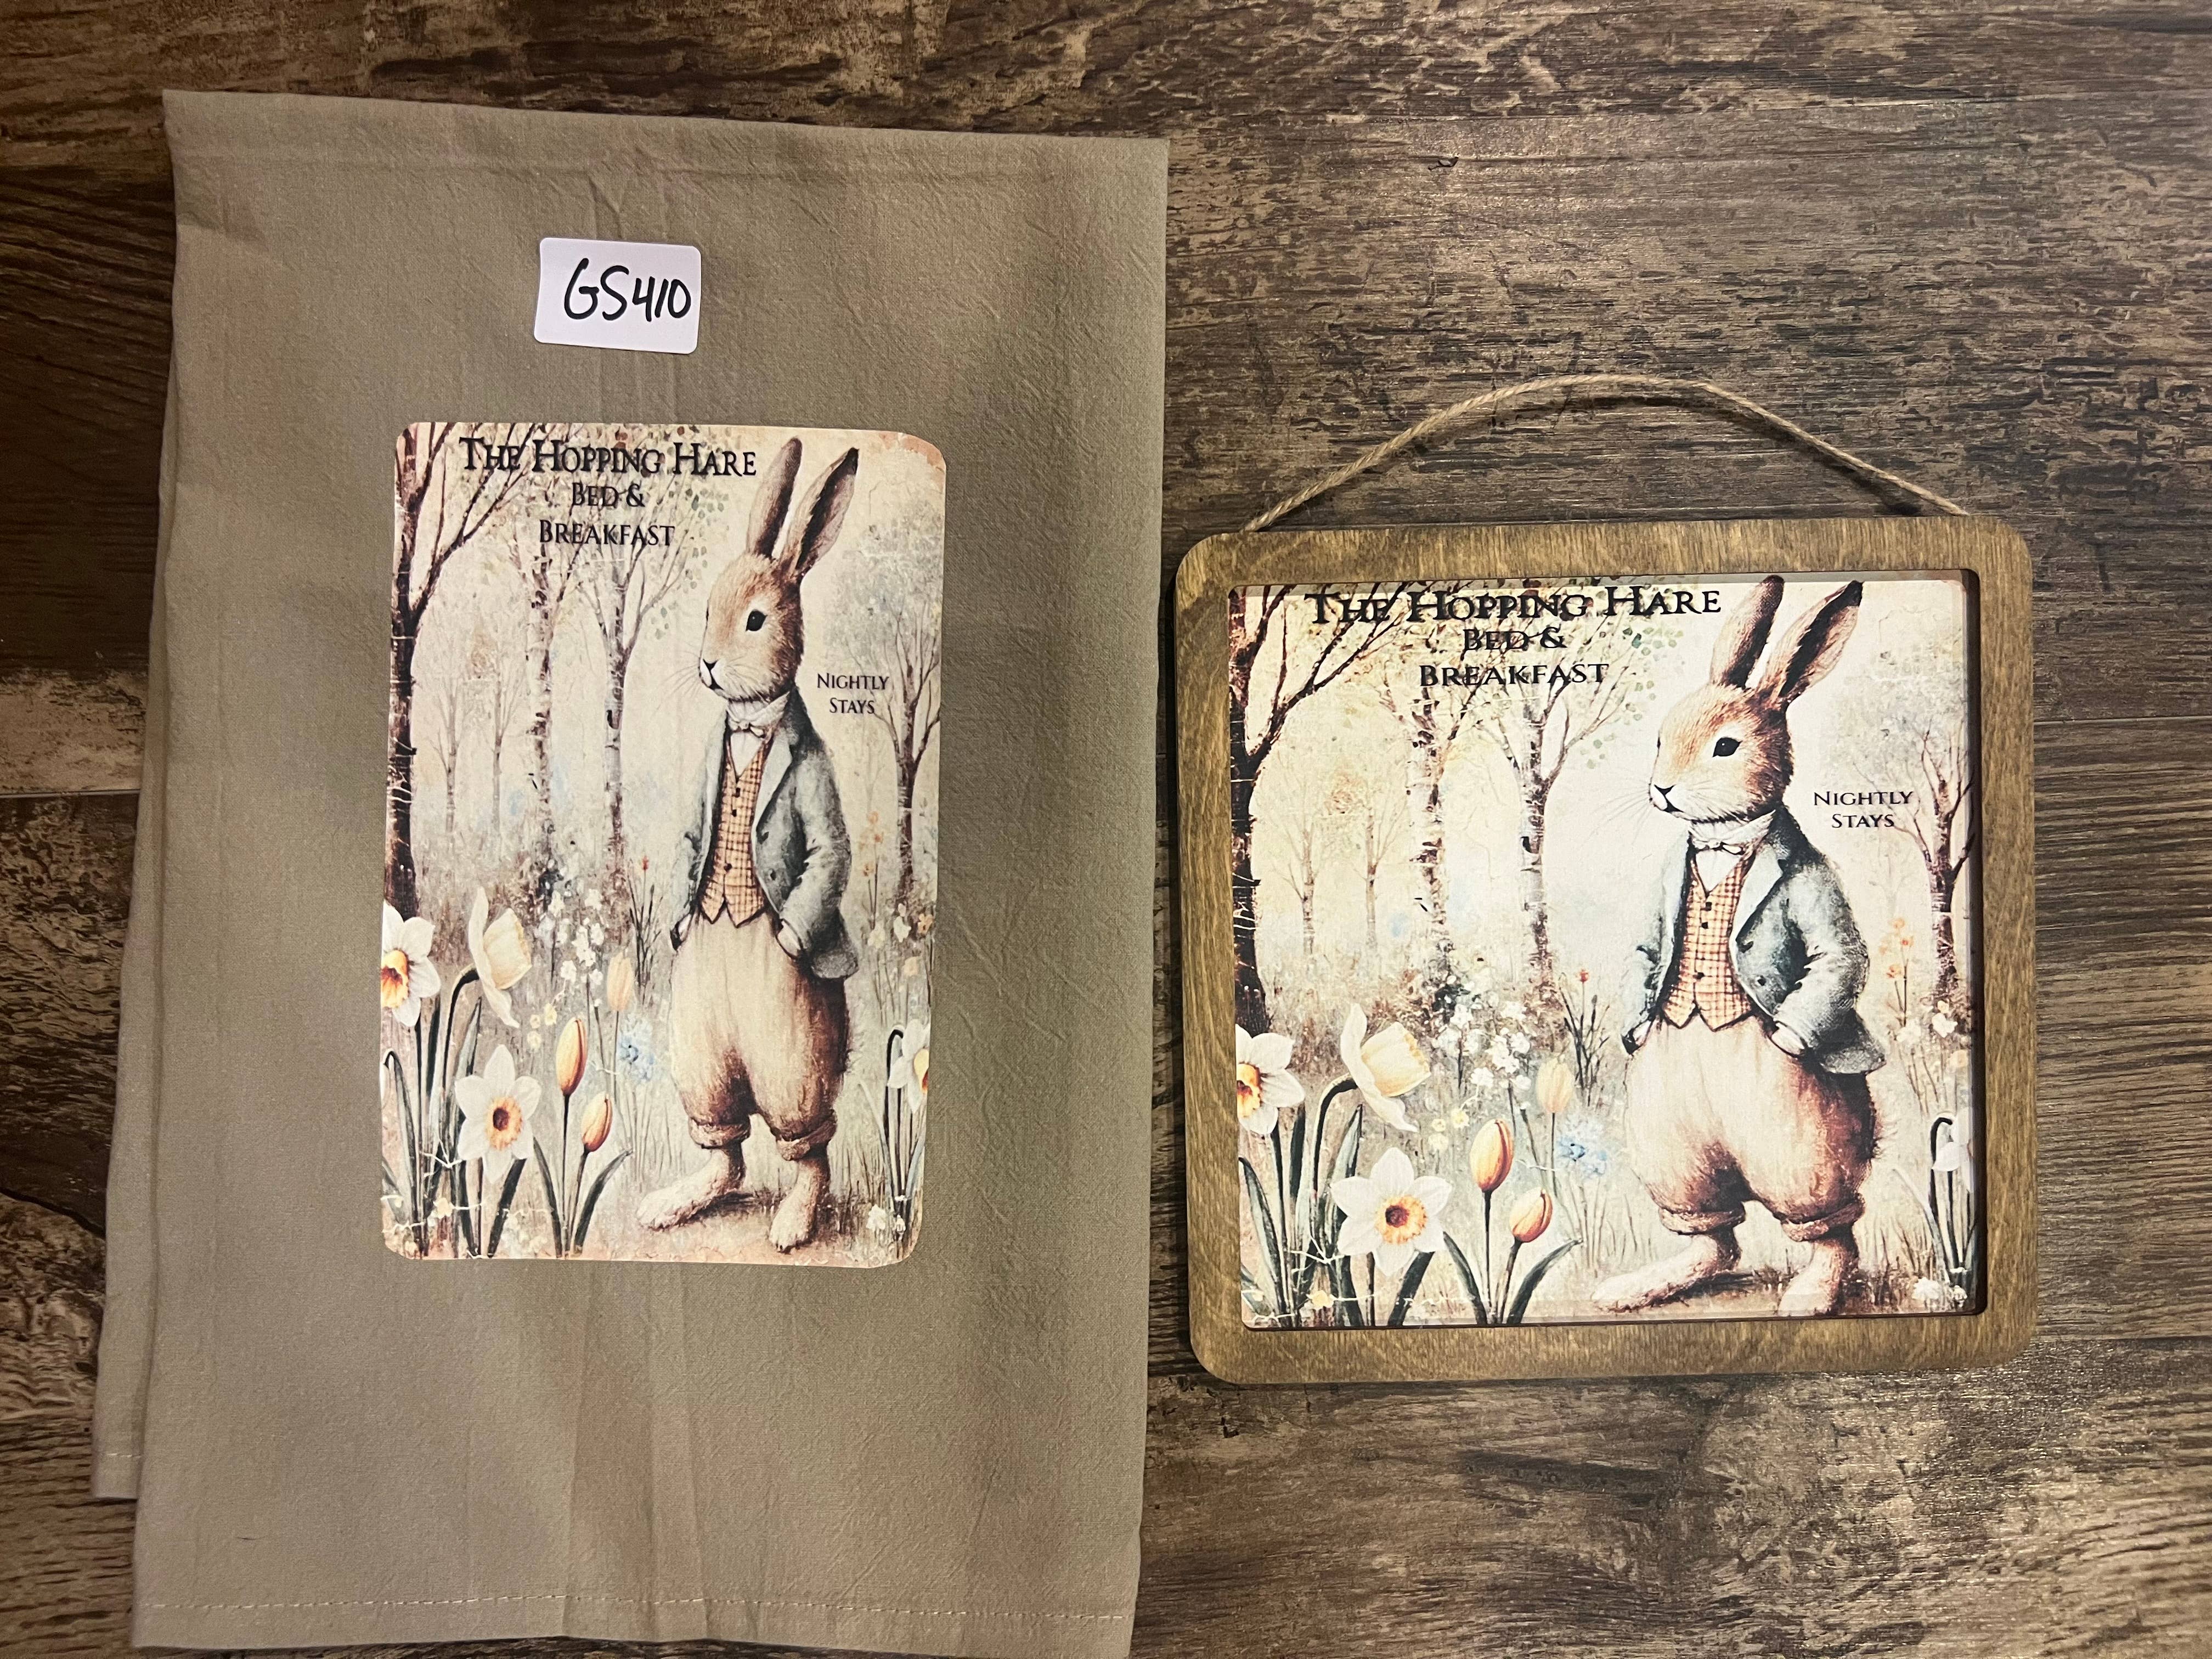 GS410
THE HOPPING HARE
BED &
BREAKFAST
NIGHTLY
STAYS
THE HOPPING HARE
BED &
BREAKFAST
NIGHTLY
STAYS